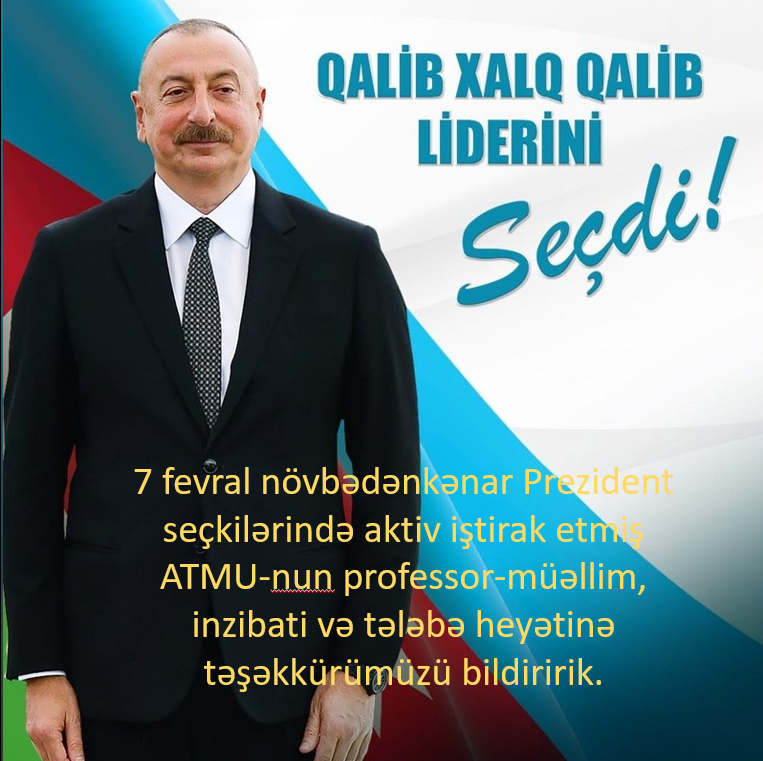 QALİB XALQ QALİB
LİDERİNİ
Seçdi!
7 fevral növbədənkənar Prezident
seçkilərində aktiv iştirak etmiş
ATMU-nun professor-müəllim,
inzibati və tələbə heyətinə
təşəkkürümüzü bildiririk.